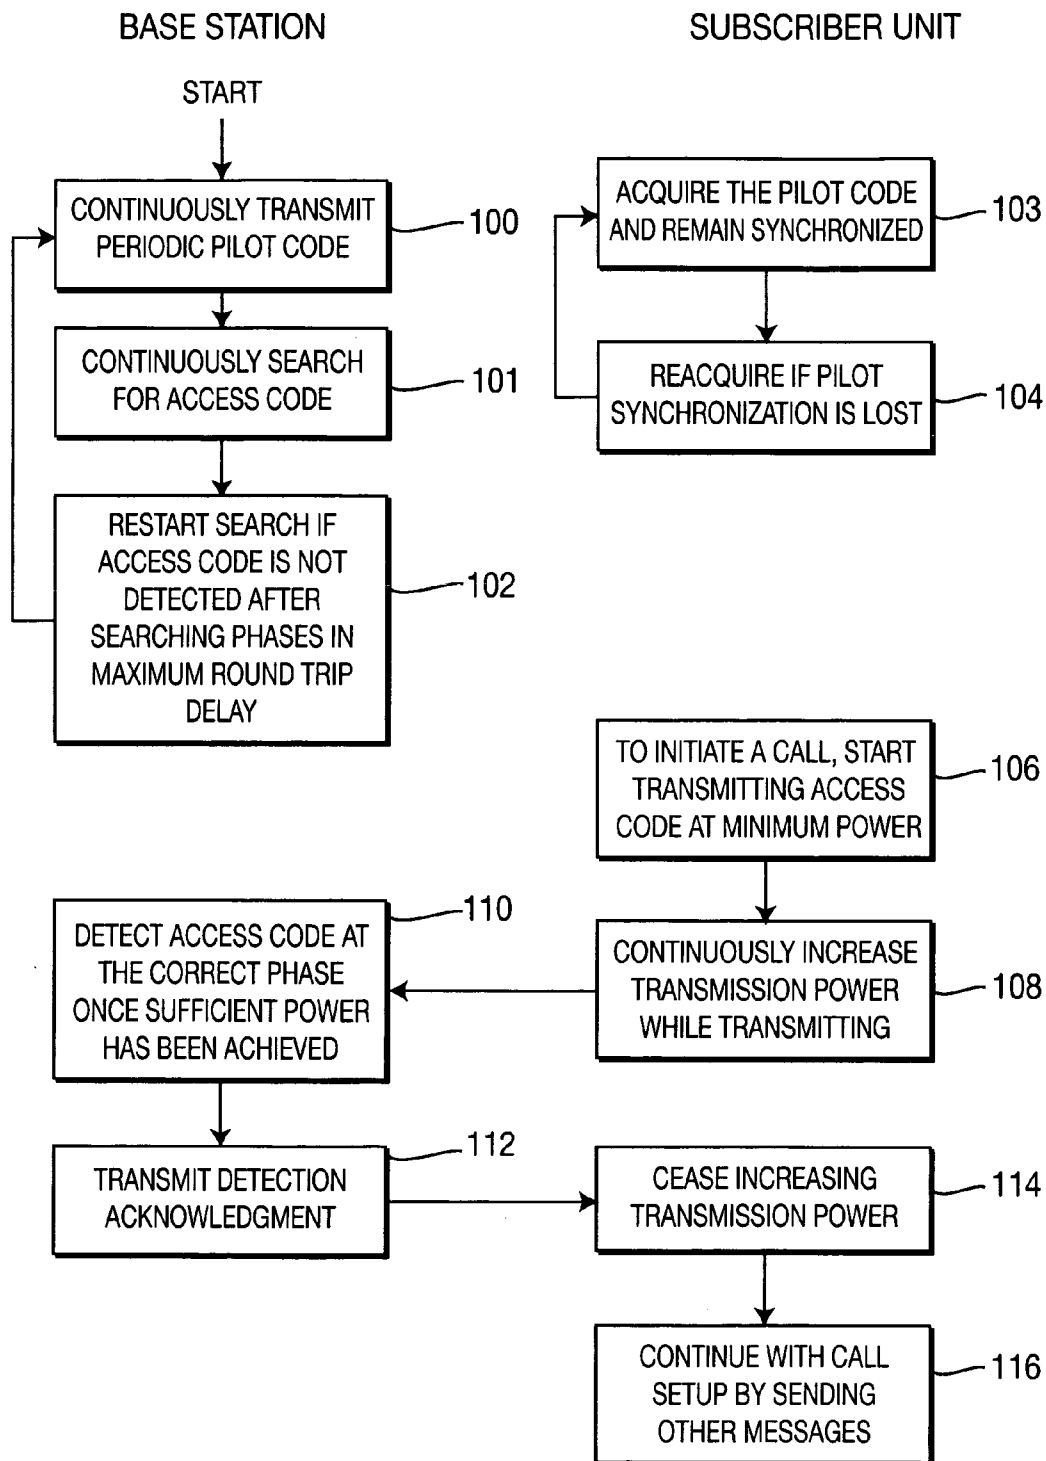 BASE STATION
SUBSCRIBER UNIT
START
CONTINUOUSLY TRANSMIT
PERIODIC PILOT CODE
100
CONTINUOUSLY SEARCH
FOR ACCESS CODE
101
RESTART SEARCH IF
ACCESS CODE IS NOT
DETECTED AFTER
SEARCHING PHASES IN
MAXIMUM ROUND TRIP
DELAY
102
ACQUIRE THE PILOT CODE
AND REMAIN SYNCHRONIZED
103
REACQUIRE IF PILOT
SYNCHRONIZATION IS LOST
104
TO INITIATE A CALL, START
TRANSMITTING ACCESS
CODE AT MINIMUM POWER
106
CONTINUOUSLY INCREASE
TRANSMISSION POWER
WHILE TRANSMITTING
108
DETECT ACCESS CODE AT
THE CORRECT PHASE
ONCE SUFFICIENT POWER
HAS BEEN ACHIEVED
110
TRANSMIT DETECTION
ACKNOWLEDGMENT
112
CEASE INCREASING
TRANSMISSION POWER
114
CONTINUE WITH CALL
SETUP BY SENDING
OTHER MESSAGES
116